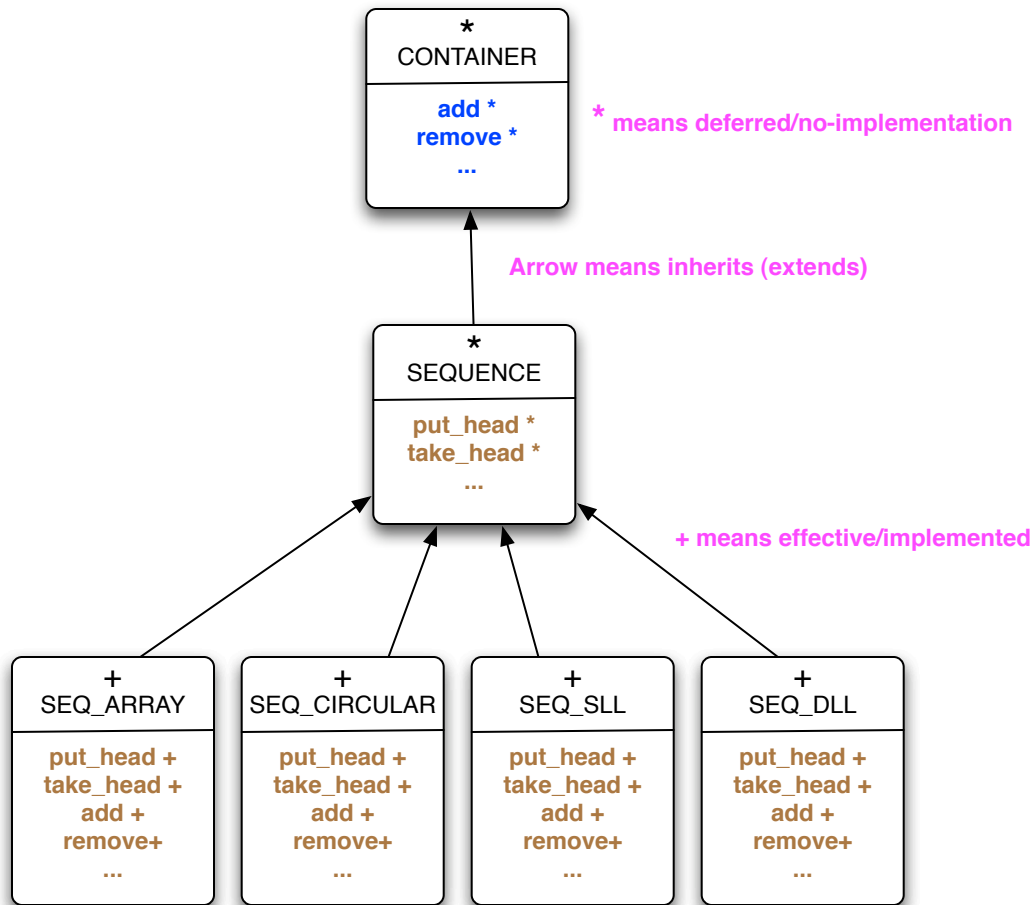 *
CONTAINER
add *
remove *
...
* means deferred/no-implementation
Arrow means inherits (extends)
*
SEQUENCE
put_head *
take_head *
...
+ means effective/implemented
+
SEQ_ARRAY
put_head +
take_head +
add +
remove+
...
+
SEQ_CIRCULAR
put_head +
take_head +
add +
remove+
...
+
SEQ_SLL
put_head +
take_head +
add +
remove+
...
+
SEQ_DLL
put_head +
take_head +
add +
remove+
...